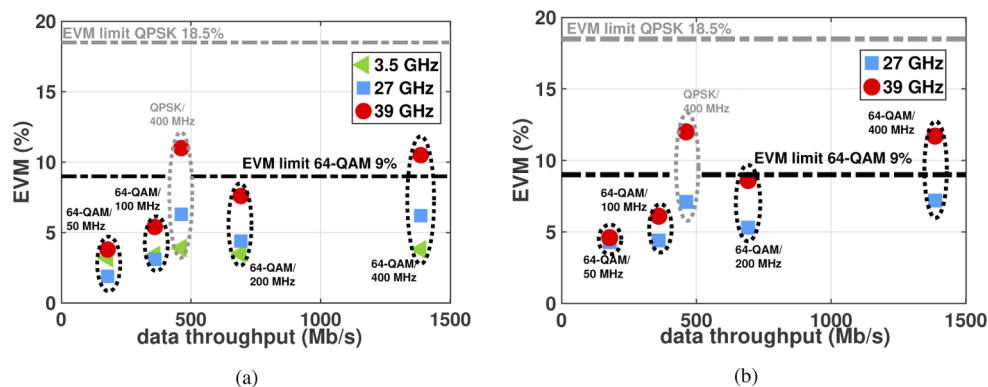 20
15
10
5
0
EVM (%)
EVM limit QPSK 18.5%
3.5 GHz
27 GHz
39 GHz
QPSK/
400 MHz
EVM limit 64-QAM 9%
64-QAM/
50 MHz
64-QAM/
100 MHz
64-QAM/
200 MHz
64-QAM/
400 MHz
0 500 1000 1500
data throughput (Mb/s)
(a)
20
15
10
5
0
EVM (%)
EVM limit QPSK 18.5%
27 GHz
39 GHz
QPSK/
400 MHz
64-QAM/
400 MHz
EVM limit 64-QAM 9%
64-QAM/
100 MHz
64-QAM/
50 MHz
64-QAM/
200 MHz
0 500 1000 1500
data throughput (Mb/s)
(b)